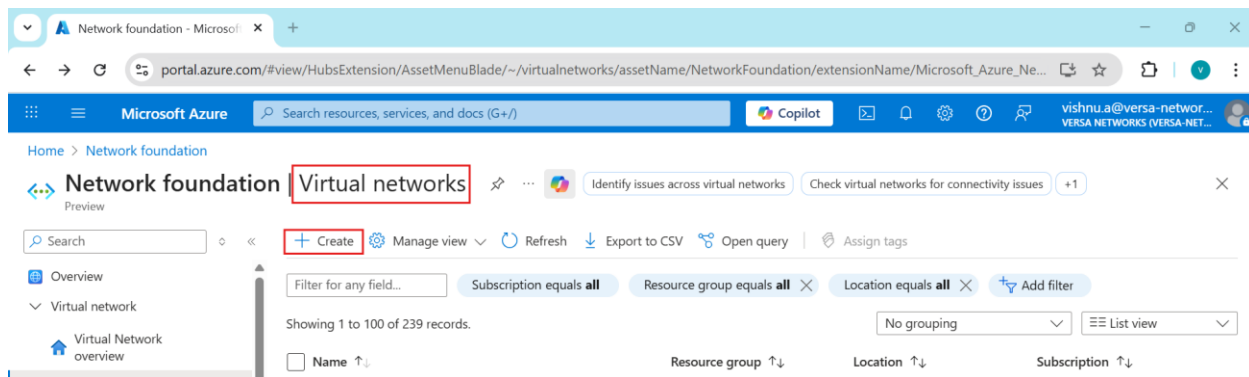 Network foundation - Microsof
portal.azure.com/#view/HubsExtension/AssetMenuBlade/~/virtualnetworks/assetName/NetworkFoundation/extensionName/Microsoft_Azure_Ne...
V
Microsoft Azure
Search resources, services, and docs (G+/)
Copilot
vishnu.a@versa-networ...
VERSA NETWORKS (VERSA-NET...
Home > Network foundation
Network foundation | Virtual networks
...
Identify issues across virtual networks
Check virtual networks for connectivity issues
+1
Preview
Search
+ Create
Manage view
Refresh
Export to CSV
Open query
Assign tags
Overview
Virtual network
Virtual Network
overview
Filter for any field...
Subscription equals all
Resource group equals all
Location equals all
Add filter
Showing 1 to 100 of 239 records.
No grouping
List view
Name ↑↓
Resource group ↑↓
Location ↑↓
Subscription ↑↓